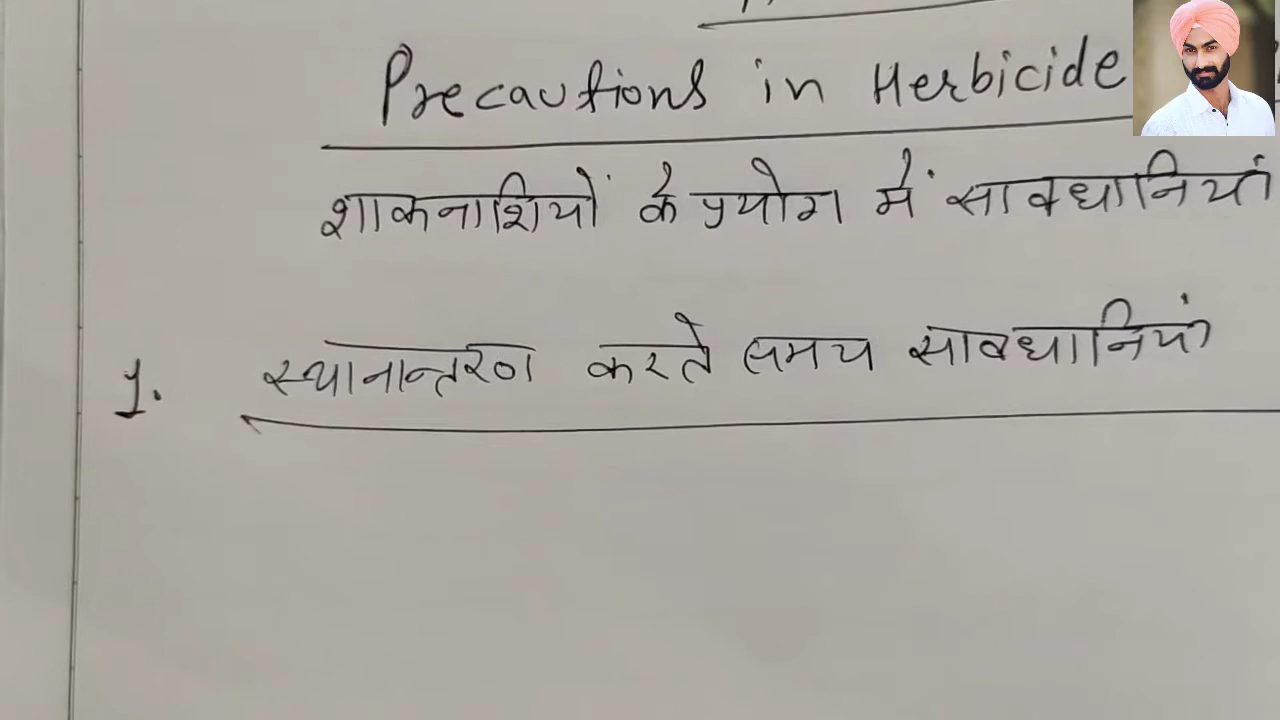 Precautions in Herbicide
शाकनाशियों के प्रयोग में सावधानियां
1. स्थानान्तरण करते समय सावधानियां